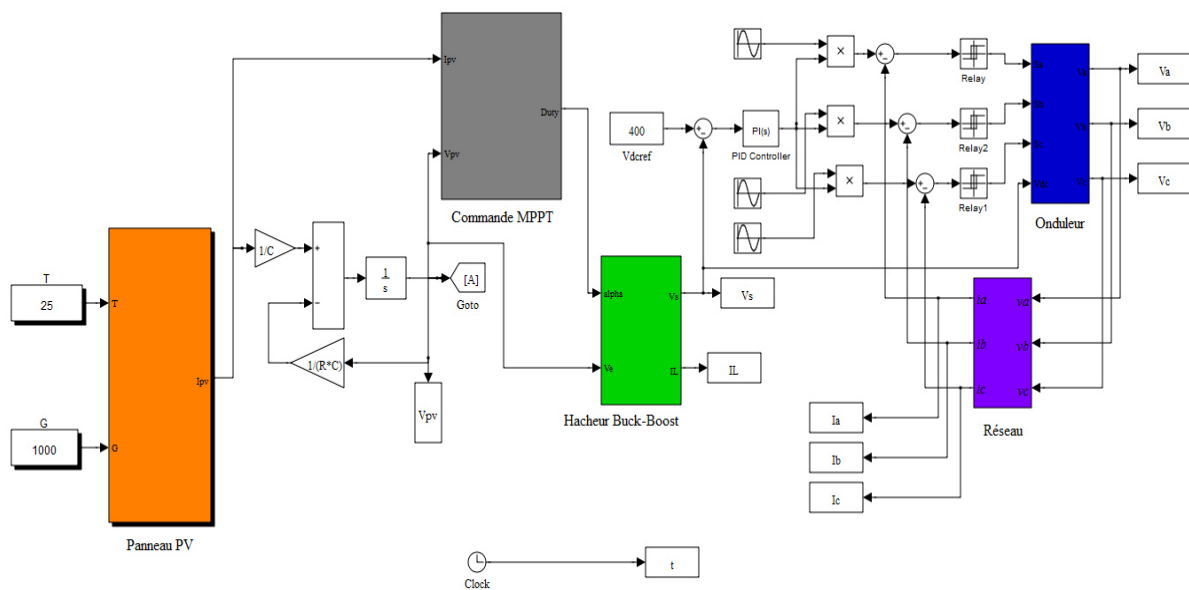 T
25
G
1000
T
G
Ipv
Panneau PV
1/C
+
−
1
s
1/(R*C)
[A]
Goto
Vpv
Ipv
Vpv
Duty
Commande MPPT
alpha
Ve
Vs
IL
Hacheur Buck-Boost
Vs
IL
400
Vdcref
PI(s)
PID Controller
×
×
×
Relay
Relay2
Relay1
Onduleur
Va
Vb
Vc
ia
ib
ic
va
vb
vc
Réseau
Ia
Ib
Ic
Clock
t